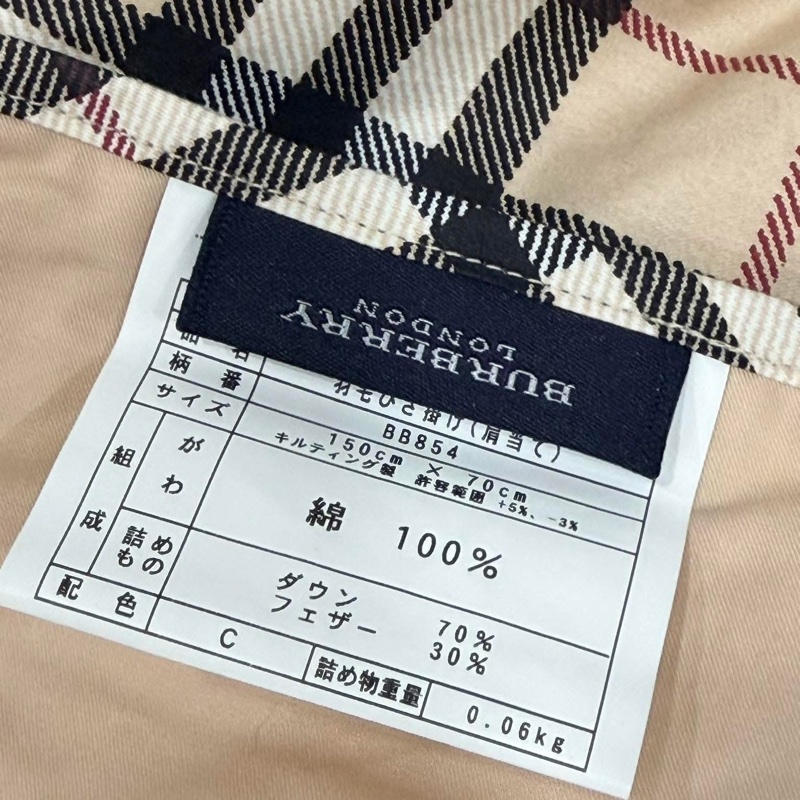 BURBERRY
LONDON
品名 羽毛ひざ掛け(肩当て)
柄番 BB854
サイズ 150cm × 70cm
キルティング製 許容範囲 +5%、-3%
組成 がわ 綿 100%
詰めもの ダウン 70%
フェザー 30%
配色 C 詰め物重量 0.06kg